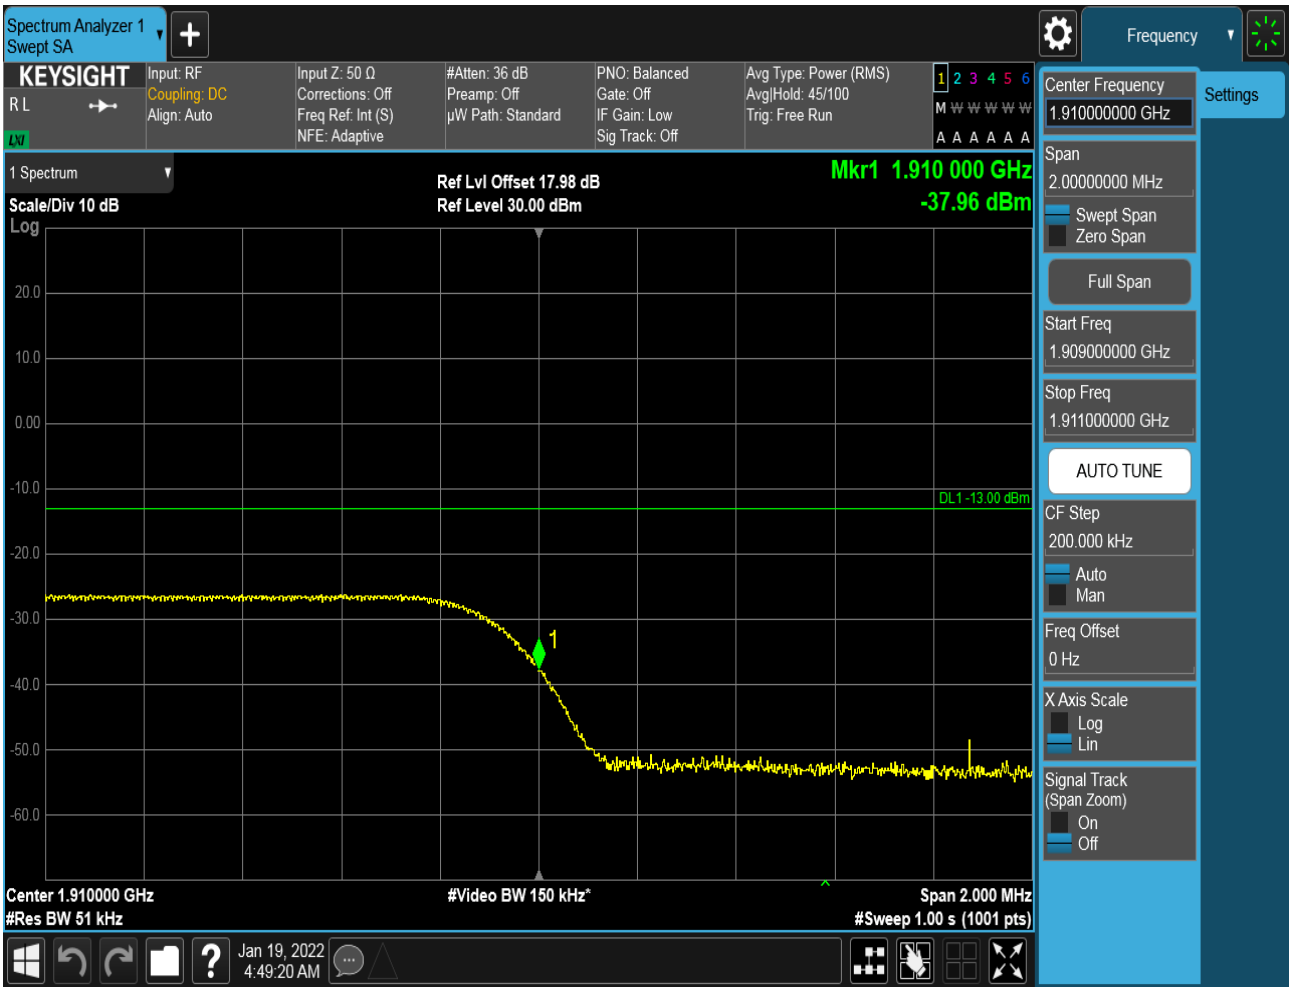 Spectrum Analyzer 1
Swept SA
Frequency
KEYSIGHT
R L
LXI
Input: RF
Coupling: DC
Align: Auto
Input Z: 50 Ω
Corrections: Off
Freq Ref: Int (S)
NFE: Adaptive
#Atten: 36 dB
Preamp: Off
µW Path: Standard
PNO: Balanced
Gate: Off
IF Gain: Low
Sig Track: Off
Avg Type: Power (RMS)
Avg|Hold: 45/100
Trig: Free Run
1 2 3 4 5 6
M W W W W W
A A A A A A
1 Spectrum
Scale/Div 10 dB
Log
Ref Lvl Offset 17.98 dB
Ref Level 30.00 dBm
Mkr1 1.910 000 GHz
-37.96 dBm
20.0
10.0
0.00
-10.0
-20.0
-30.0
-40.0
-50.0
-60.0
DL1 -13.00 dBm
1
Center 1.910000 GHz
#Res BW 51 kHz
#Video BW 150 kHz*
Span 2.000 MHz
#Sweep 1.00 s (1001 pts)
Jan 19, 2022
4:49:20 AM
?
Center Frequency
1.910000000 GHz
Settings
Span
2.00000000 MHz
Swept Span
Zero Span
Full Span
Start Freq
1.909000000 GHz
Stop Freq
1.911000000 GHz
AUTO TUNE
CF Step
200.000 kHz
Auto
Man
Freq Offset
0 Hz
X Axis Scale
Log
Lin
Signal Track
(Span Zoom)
On
Off